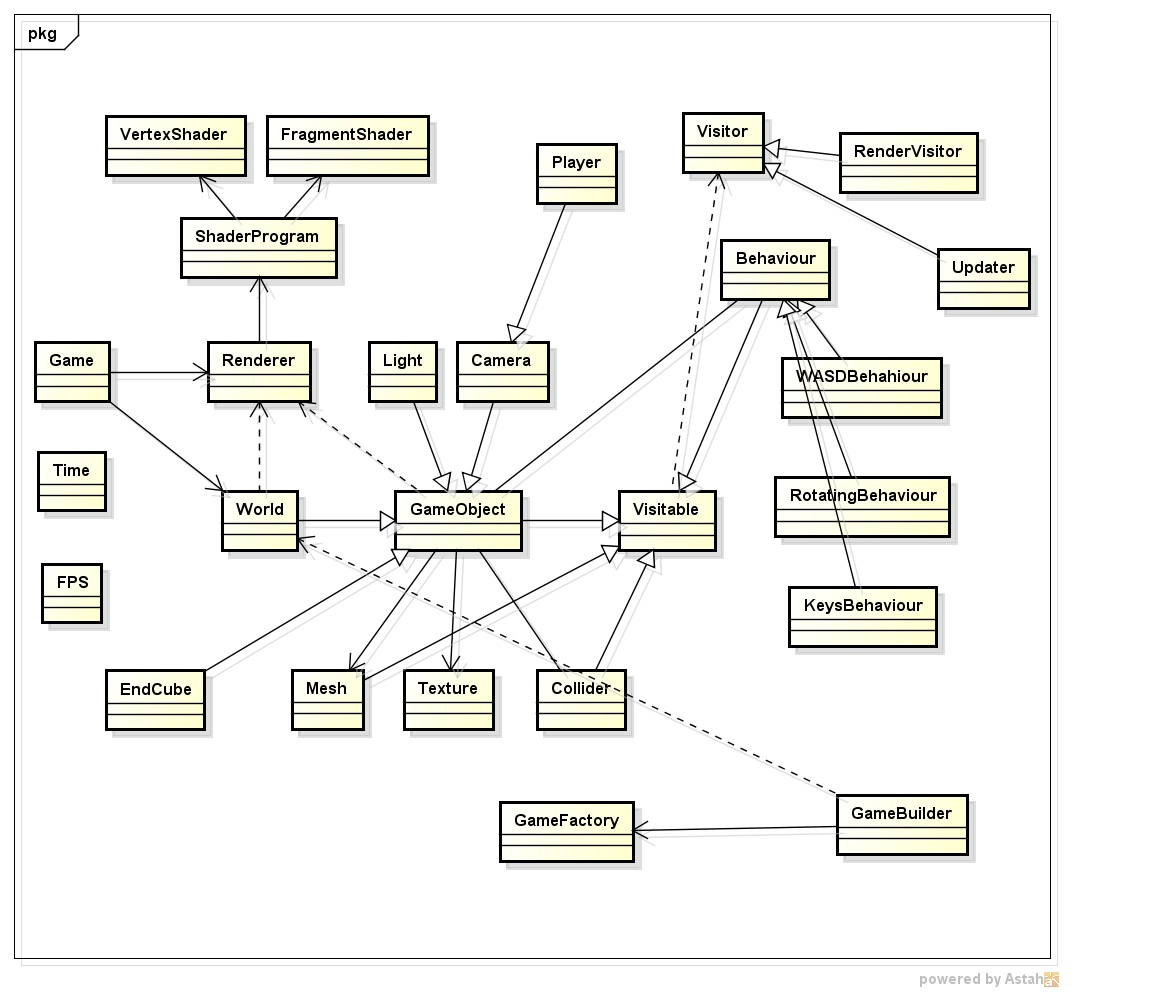 pkg
VertexShader
FragmentShader
Visitor
RenderVisitor
Player
ShaderProgram
Behaviour
Updater
Game
Renderer
Light
Camera
WASDBehahiour
Time
World
GameObject
Visitable
RotatingBehaviour
FPS
KeysBehaviour
EndCube
Mesh
Texture
Collider
GameFactory
GameBuilder
powered by Astah